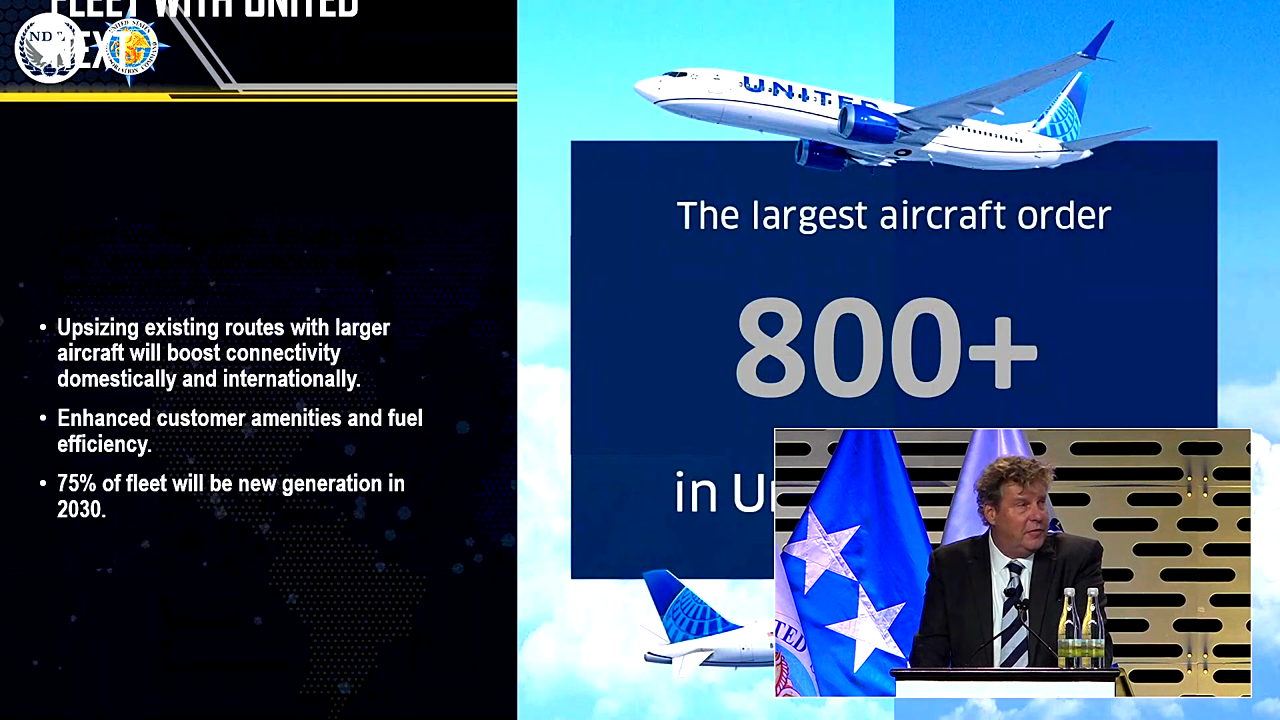 FLEET WITH UNITED
NEXT
UNITED
The largest aircraft order
800+
in
• Upsizing existing routes with larger
aircraft will boost connectivity
domestically and internationally.
• Enhanced customer amenities and fuel
efficiency.
• 75% of fleet will be new generation in
2030.